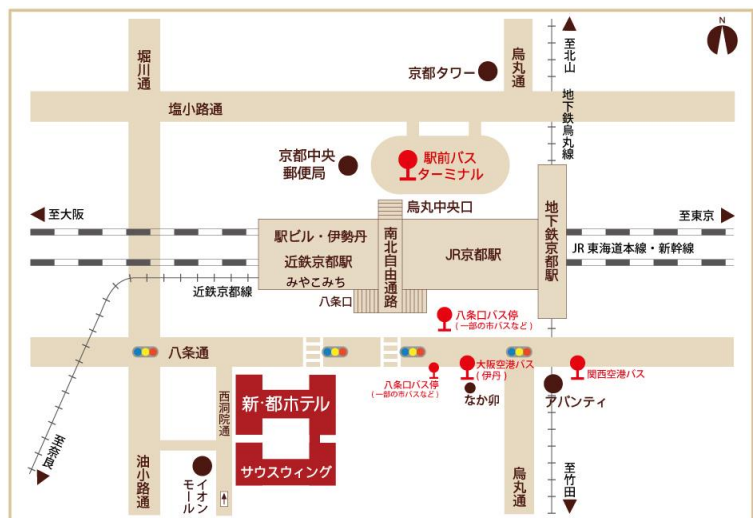 N
堀川通
京都タワー
烏丸通
至北山
塩小路通
地下鉄烏丸線
京都中央
郵便局
駅前バス
ターミナル
至大阪
烏丸中央口
至東京
駅ビル・伊勢丹
近鉄京都駅
みやこみち
南北自由通路
JR京都駅
地下鉄京都駅
JR東海道本線・新幹線
近鉄京都線
八条口
八条口バス停
(一部の市バスなど)
八条通
八条口バス停
(一部の市バスなど)
大阪空港バス
(伊丹)
関西空港バス
なか卯
アバンティ
西洞院通
新・都ホテル
サウスウィング
至奈良
油小路通
イオン
モール
烏丸通
至竹田